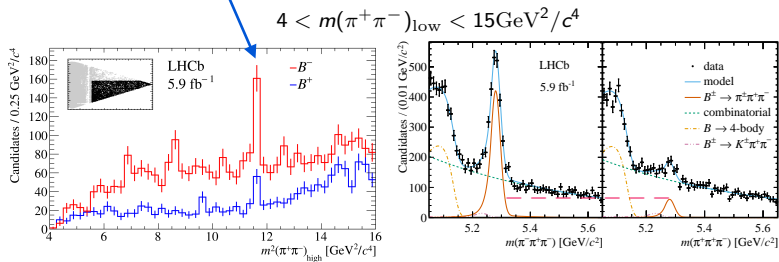 4 < m(π⁺π⁻)low < 15GeV²/c⁴
Candidates / 0.25 GeV²/c⁴
180
160
140
120
100
80
60
40
20
0
LHCb
5.9 fb⁻¹
B⁻
B⁺
4 6 8 10 12 14 16
m²(π⁺π⁻)high [GeV²/c⁴]
Candidates / (0.01 GeV/c²)
500
400
300
200
100
0
LHCb
5.9 fb⁻¹
data
model
B± → π±π⁺π⁻
combinatorial
B → 4-body
B± → K±π⁺π⁻
5.2 5.4 5.6
m(π⁻π⁺π⁻) [GeV/c²]
5.2 5.4 5.6
m(π⁺π⁺π⁻) [GeV/c²]